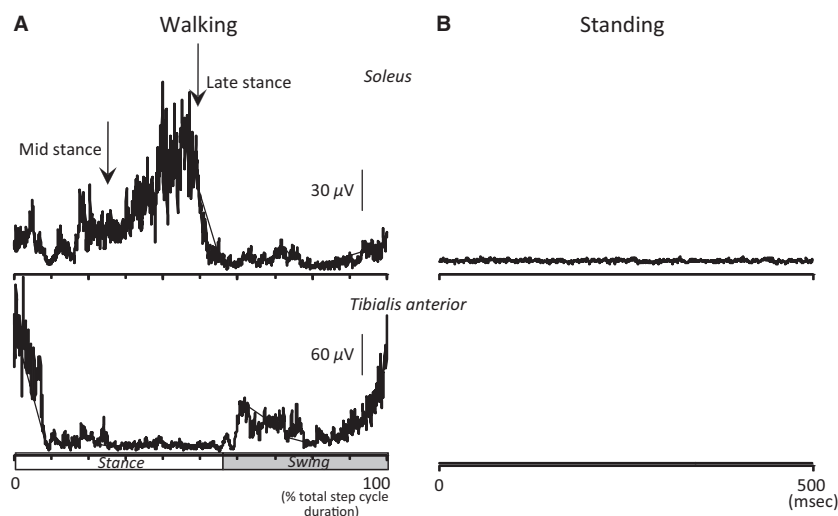 A
Walking
B
Standing
Soleus
Late stance
Mid stance
30 µV
Tibialis anterior
60 µV
Stance
Swing
0
100
(% total step cycle
duration)
0
500
(msec)